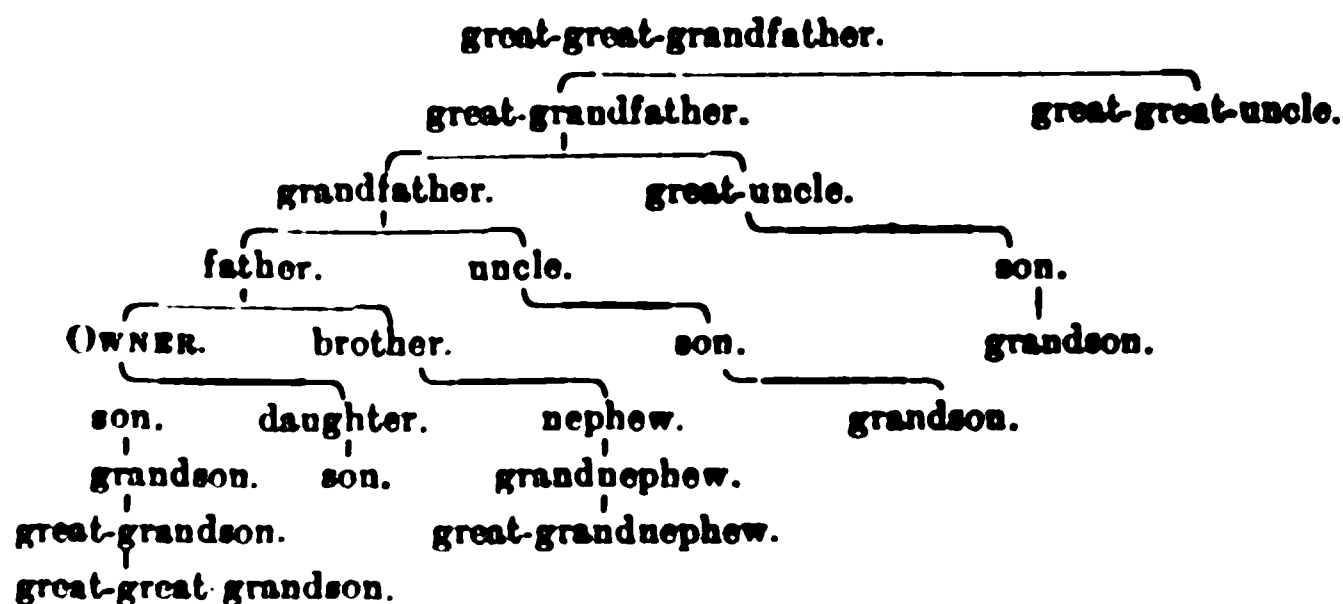 great-great-grandfather.
great-grandfather. great-great-uncle.
grandfather. great-uncle.
father. uncle. son.
OWNER. brother. son. grandson.
son. daughter. nephew. grandson.
grandson. son. grandnephew.
great-grandson. great-grandnephew.
great-great-grandson.